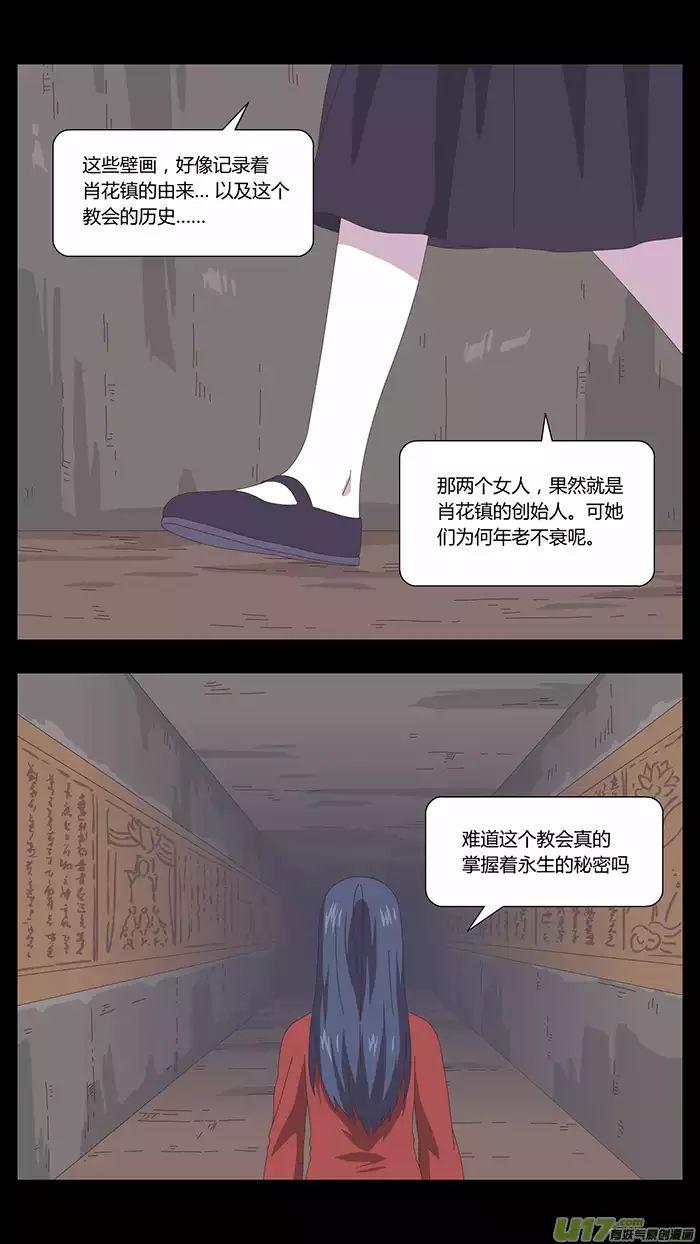 这些壁画，好像记录着
肖花镇的由来... 以及这个
教会的历史......
那两个女人，果然就是
肖花镇的创始人。可她
们为何年老不衰呢。
难道这个教会真的
掌握着永生的秘密吗
U17.com
有妖气原创漫画